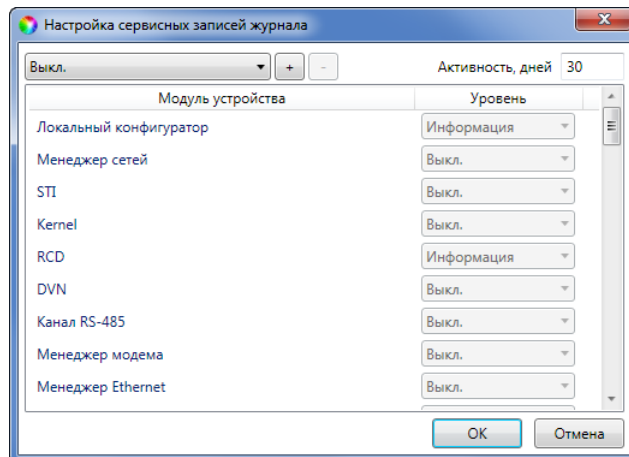 Настройка сервисных записей журнала
Выкл. + - Активность, дней 30
Модуль устройства Уровень
Локальный конфигуратор Информация
Менеджер сетей Выкл.
STI Выкл.
Kernel Выкл.
RCD Информация
DVN Выкл.
Канал RS-485 Выкл.
Менеджер модема Выкл.
Менеджер Ethernet Выкл.
OK Отмена